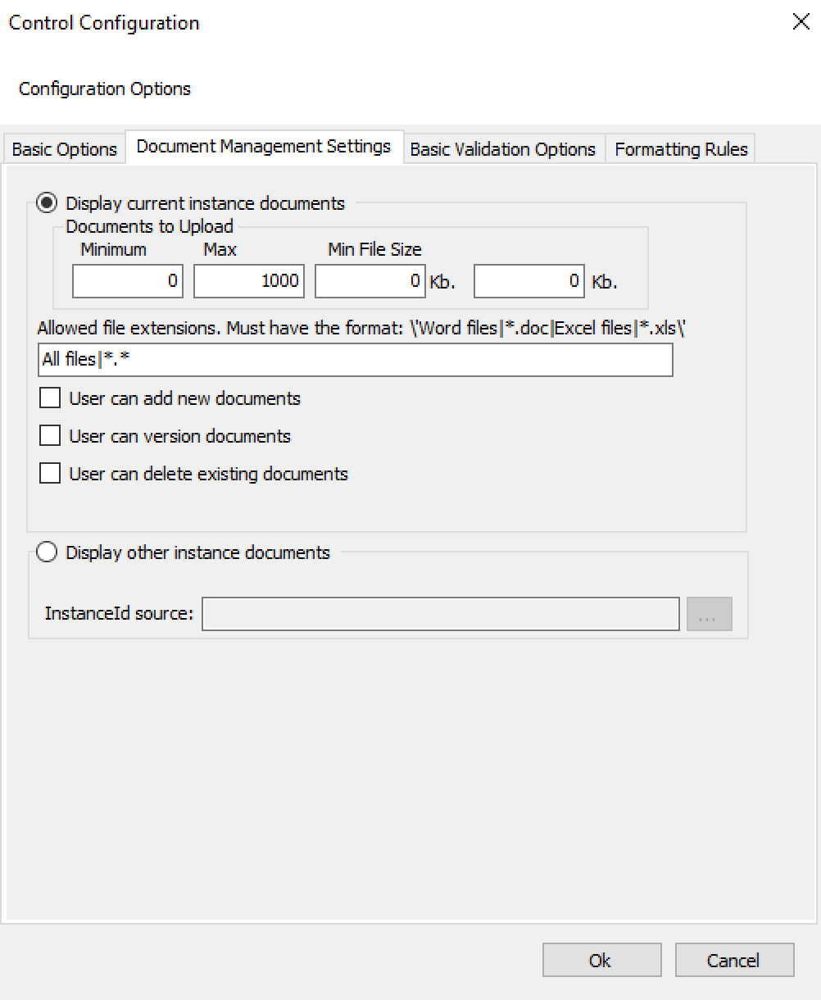 Control Configuration
Configuration Options
Basic Options Document Management Settings Basic Validation Options Formatting Rules
Display current instance documents
Documents to Upload
Minimum Max Min File Size
0 1000 0 Kb. 0 Kb.
Allowed file extensions. Must have the format: \'Word files|*.doc|Excel files|*.xls\'
All files|*.*
User can add new documents
User can version documents
User can delete existing documents
Display other instance documents
InstanceId source: ...
Ok Cancel